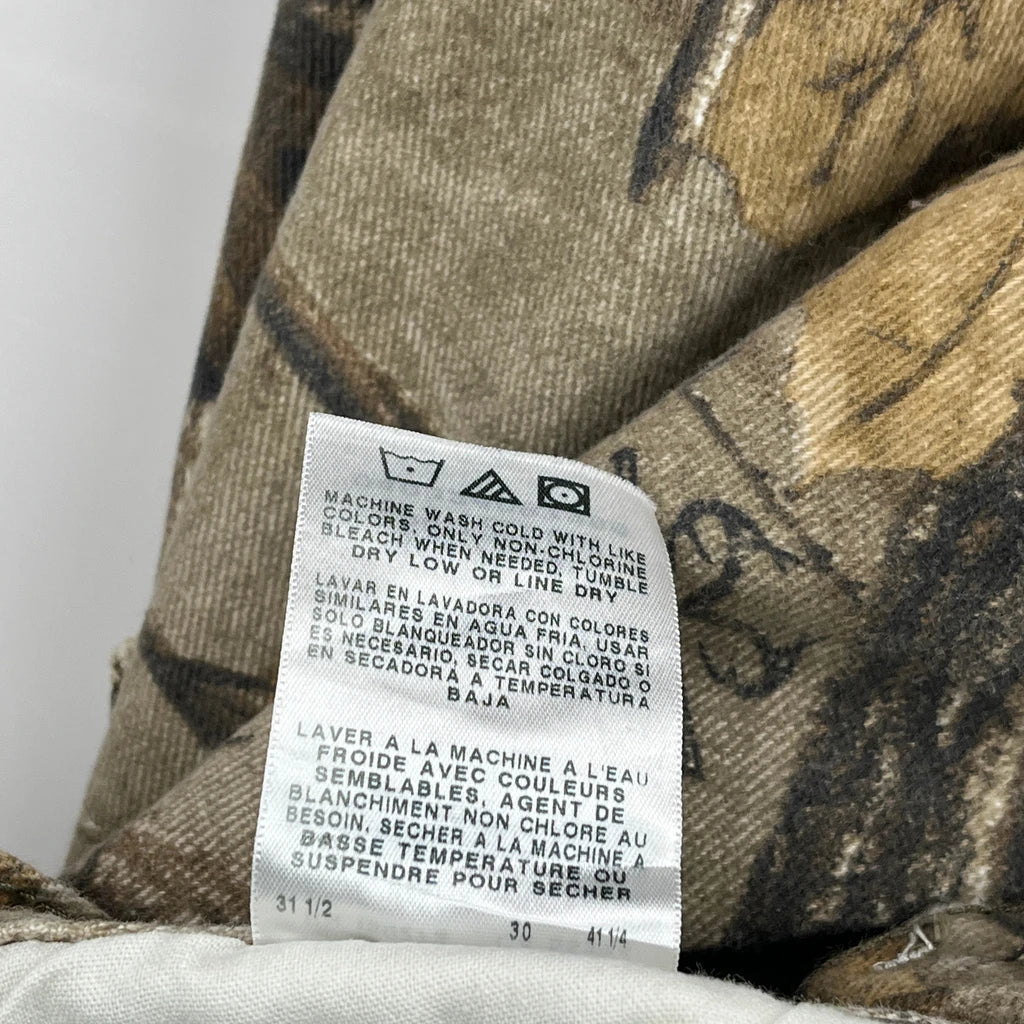 MACHINE WASH COLD WITH LIKE
COLORS, ONLY NON-CHLORINE
BLEACH WHEN NEEDED, TUMBLE
DRY LOW OR LINE DRY
LAVAR EN LAVADORA CON COLORES
SIMILARES EN AGUA FRIA, USAR
SOLO BLANQUEADOR SIN CLORO SI
ES NECESARIO, SECAR COLGADO O
EN SECADORA A TEMPERATURA
BAJA
LAVER A LA MACHINE A L'EAU
FROIDE AVEC COULEURS
SEMBLABLES, AGENT DE
BLANCHIMENT NON CHLORE AU
BESOIN, SECHER A LA MACHINE A
BASSE TEMPERATURE OU
SUSPENDRE POUR SECHER
31 1/2 30 41 1/4